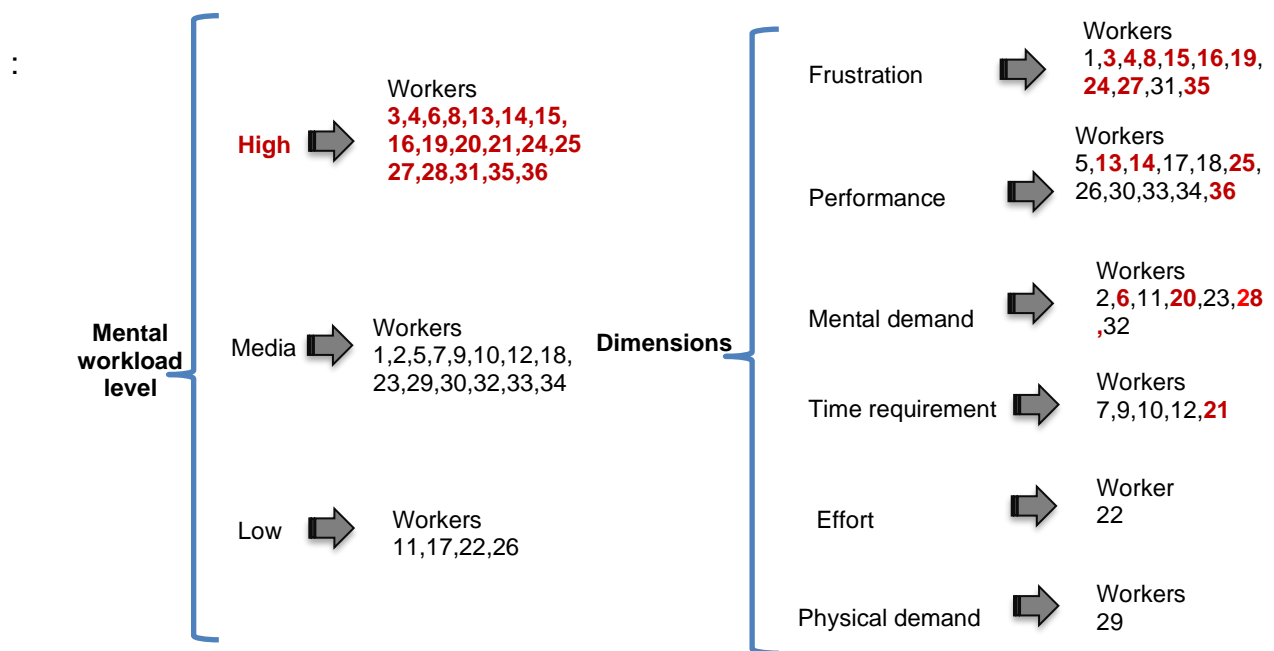 :
Mental
workload
level
High
Workers
3,4,6,8,13,14,15,
16,19,20,21,24,25
27,28,31,35,36
Media
Workers
1,2,5,7,9,10,12,18,
23,29,30,32,33,34
Low
Workers
11,17,22,26
Dimensions
Frustration
Workers
1,3,4,8,15,16,19,
24,27,31,35
Performance
Workers
5,13,14,17,18,25,
26,30,33,34,36
Mental demand
Workers
2,6,11,20,23,28
,32
Time requirement
Workers
7,9,10,12,21
Effort
Worker
22
Physical demand
Workers
29